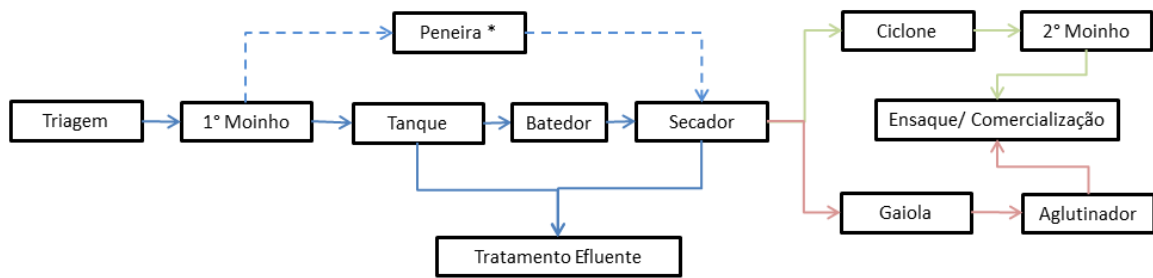 Peneira *
Ciclone
2° Moinho
Triagem
1° Moinho
Tanque
Batedor
Secador
Ensaque/ Comercialização
Gaiola
Aglutinador
Tratamento Efluente